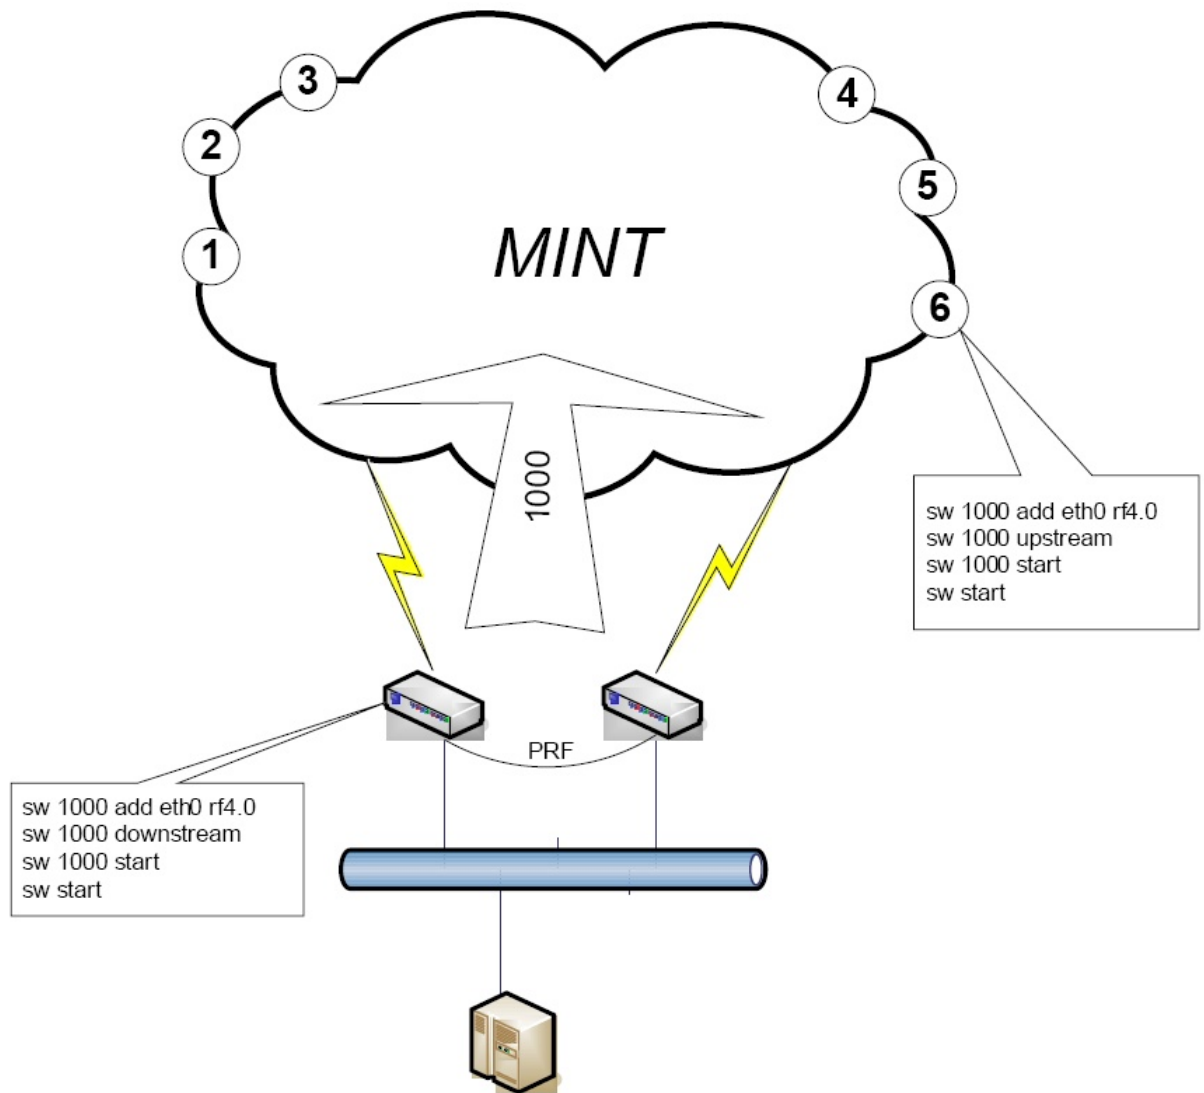 3
4
2
5
1
MINT
6
1000
sw 1000 add eth0 rf4.0
sw 1000 upstream
sw 1000 start
sw start
PRF
sw 1000 add eth0 rf4.0
sw 1000 downstream
sw 1000 start
sw start